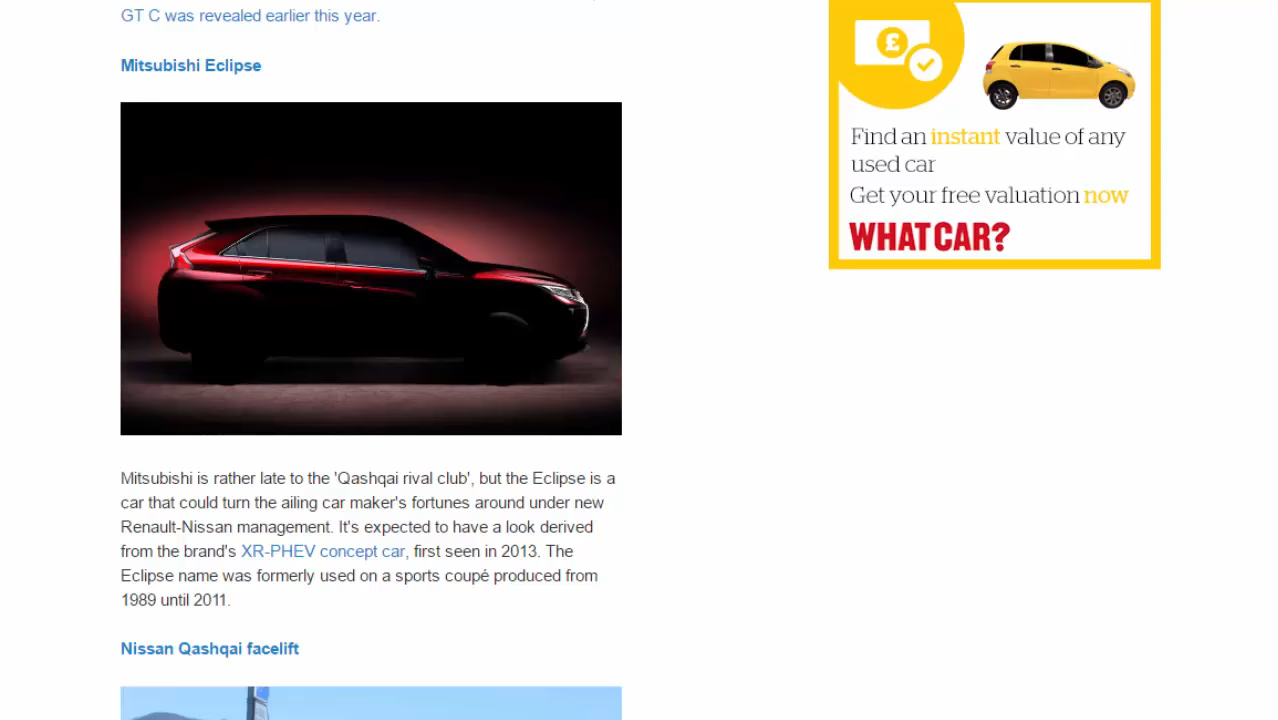 GT C was revealed earlier this year.
Mitsubishi Eclipse
Mitsubishi is rather late to the 'Qashqai rival club', but the Eclipse is a
car that could turn the ailing car maker's fortunes around under new
Renault-Nissan management. It's expected to have a look derived
from the brand's XR-PHEV concept car, first seen in 2013. The
Eclipse name was formerly used on a sports coupé produced from
1989 until 2011.
Nissan Qashqai facelift
£
Find an instant value of any
used car
Get your free valuation now
WHAT CAR?